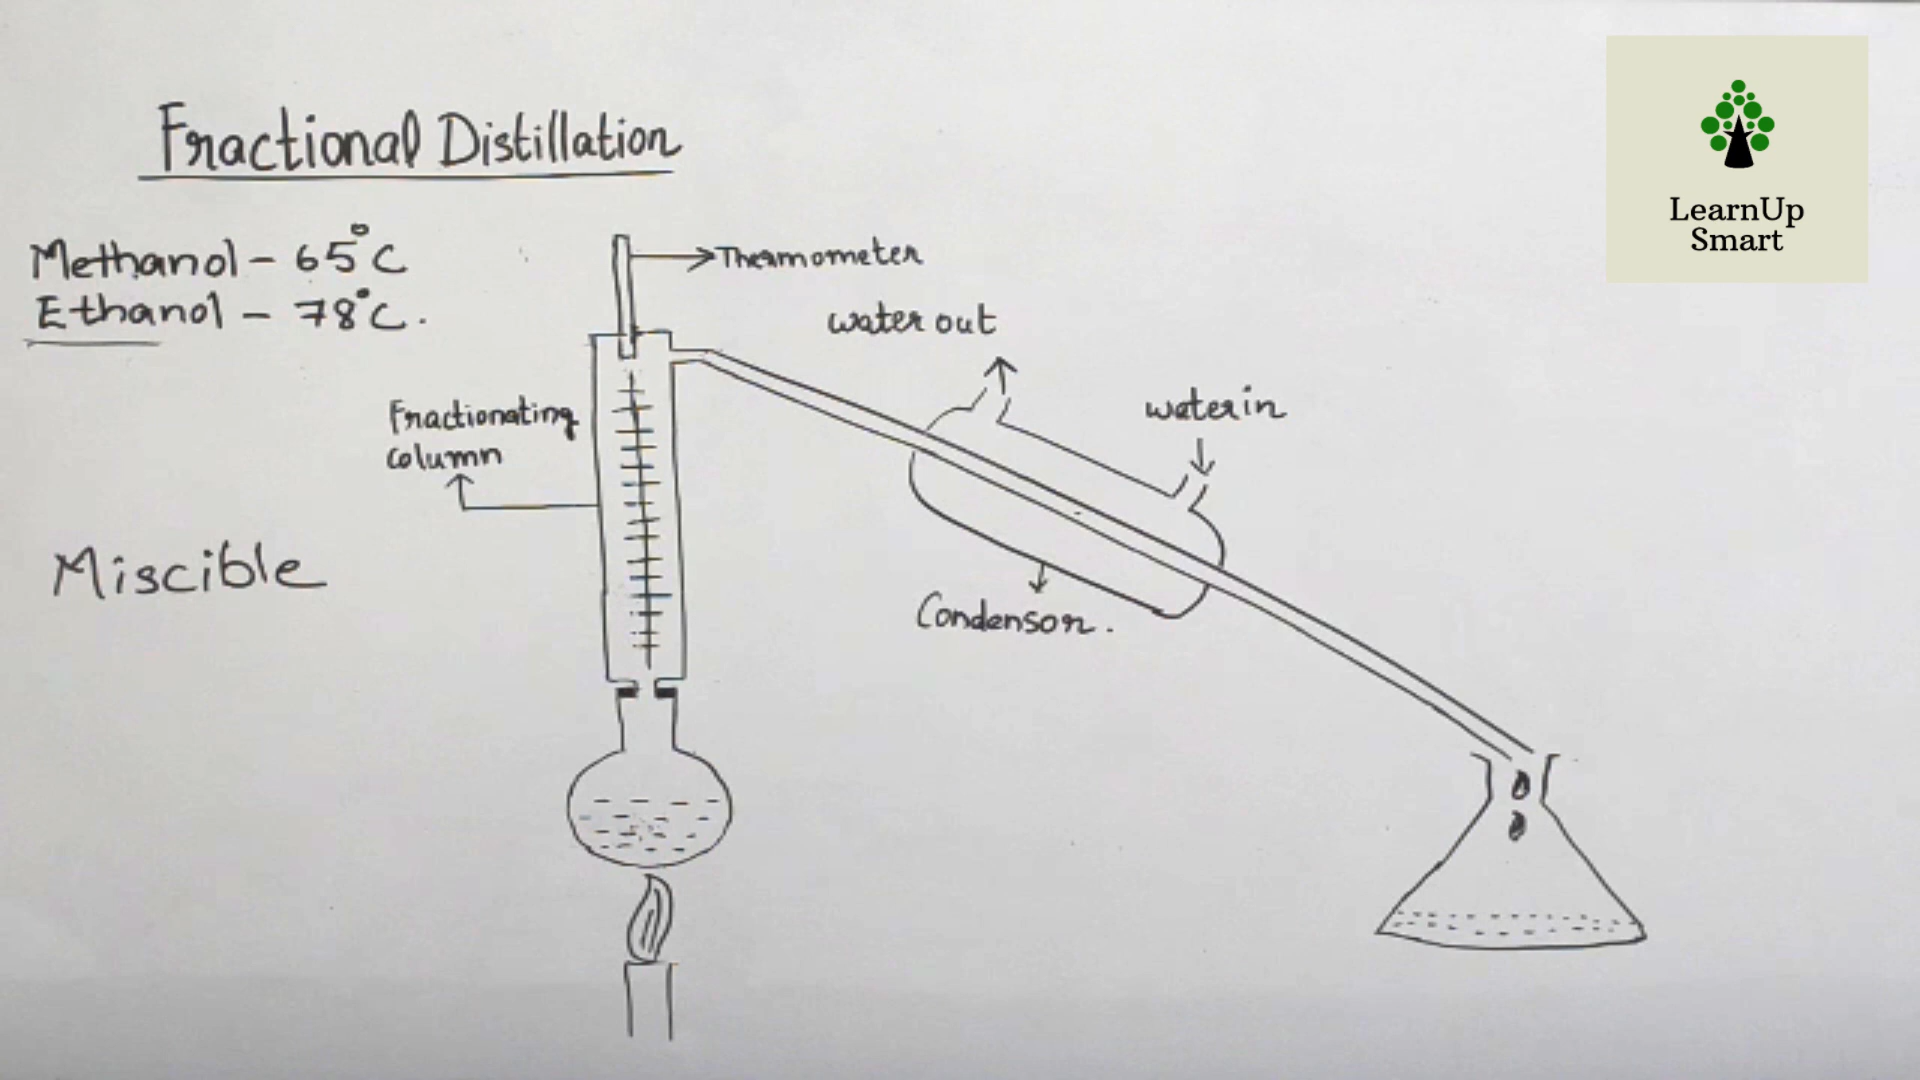 Fractional Distillation
Methanol - 65°C
Ethanol - 78°C.
Thermometer
water out
water in
Fractionating
column
Condensor.
Miscible
LearnUp
Smart